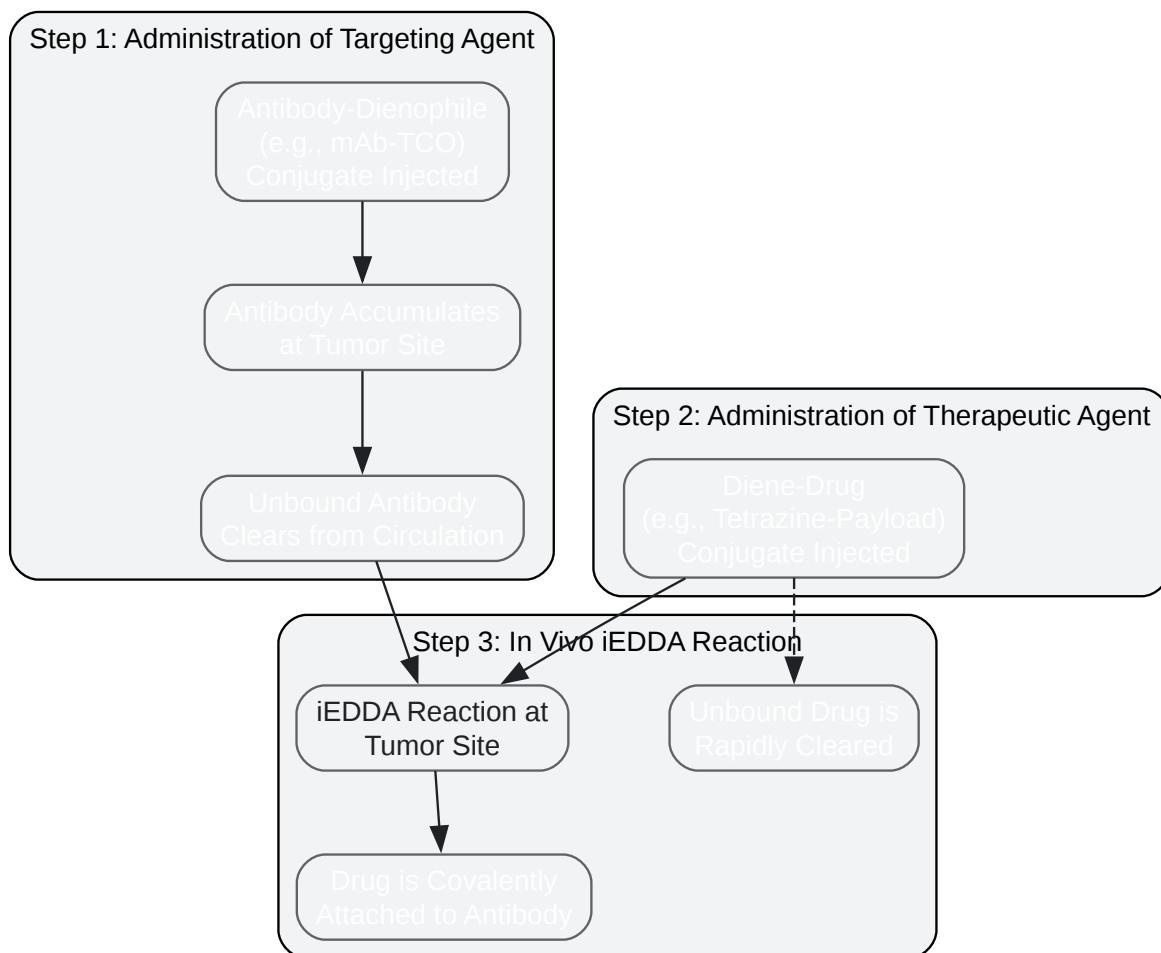 Step 1: Administration of Targeting Agent
Antibody-Dienophile
(e.g., mAb-TCO)
Conjugate Injected
Antibody Accumulates
at Tumor Site
Unbound Antibody
Clears from Circulation
Step 2: Administration of Therapeutic Agent
Diene-Drug
(e.g., Tetrazine-Payload)
Conjugate Injected
Step 3: In Vivo iEDDA Reaction
iEDDA Reaction at
Tumor Site
Unbound Drug is
Rapidly Cleared
Drug is Covalently
Attached to Antibody